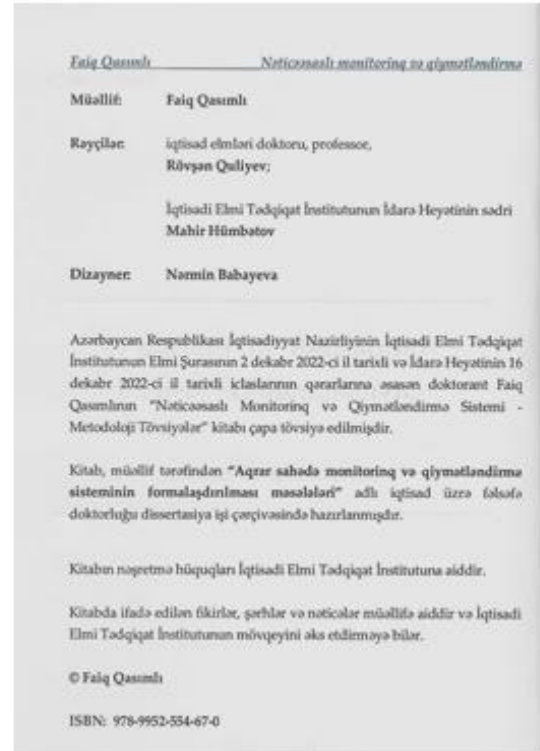 Faiq Qasımlı Nəticəəsaslı monitorinq və qiymətləndirmə
Müəllif: Faiq Qasımlı
Rəyçilər: iqtisad elmləri doktoru, professor,
Rövşən Quliyev;
İqtisadi Elmi Tədqiqat İnstitutunun İdarə Heyətinin sədri
Mahir Hümbətov
Dizayner: Nərmin Babayeva
Azərbaycan Respublikası İqtisadiyyat Nazirliyinin İqtisadi Elmi Tədqiqat
İnstitutunun Elmi Şurasının 2 dekabr 2022-ci il tarixli və İdarə Heyətinin 16
dekabr 2022-ci il tarixli iclaslarının qərarlarına əsasən doktorant Faiq
Qasımlının "Nəticəəsaslı Monitorinq və Qiymətləndirmə Sistemi -
Metodoloji Tövsiyələr" kitabı çapa tövsiyə edilmişdir.
Kitab, müəllif tərəfindən "Aqrar sahədə monitorinq və qiymətləndirmə
sisteminin formalaşdırılması məsələləri" adlı iqtisad üzrə fəlsəfə
doktorluğu dissertasiya işi çərçivəsində hazırlanmışdır.
Kitabın nəşretmə hüquqları İqtisadi Elmi Tədqiqat İnstitutuna aiddir.
Kitabda ifadə edilən fikirlər, şərhlər və nəticələr müəllifə aiddir və İqtisadi
Elmi Tədqiqat İnstitutunun mövqeyini əks etdirməyə bilər.
© Faiq Qasımlı
ISBN: 978-9952-554-67-0